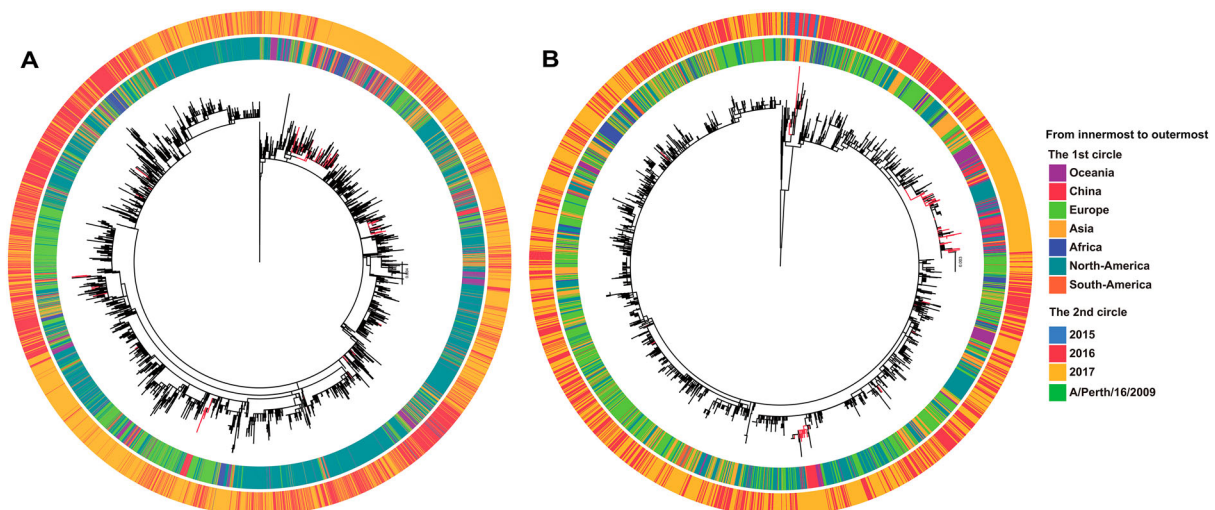 A
B
From innermost to outermost
The 1st circle
Oceania
China
Europe
Asia
Africa
North-America
South-America
The 2nd circle
2015
2016
2017
A/Perth/16/2009